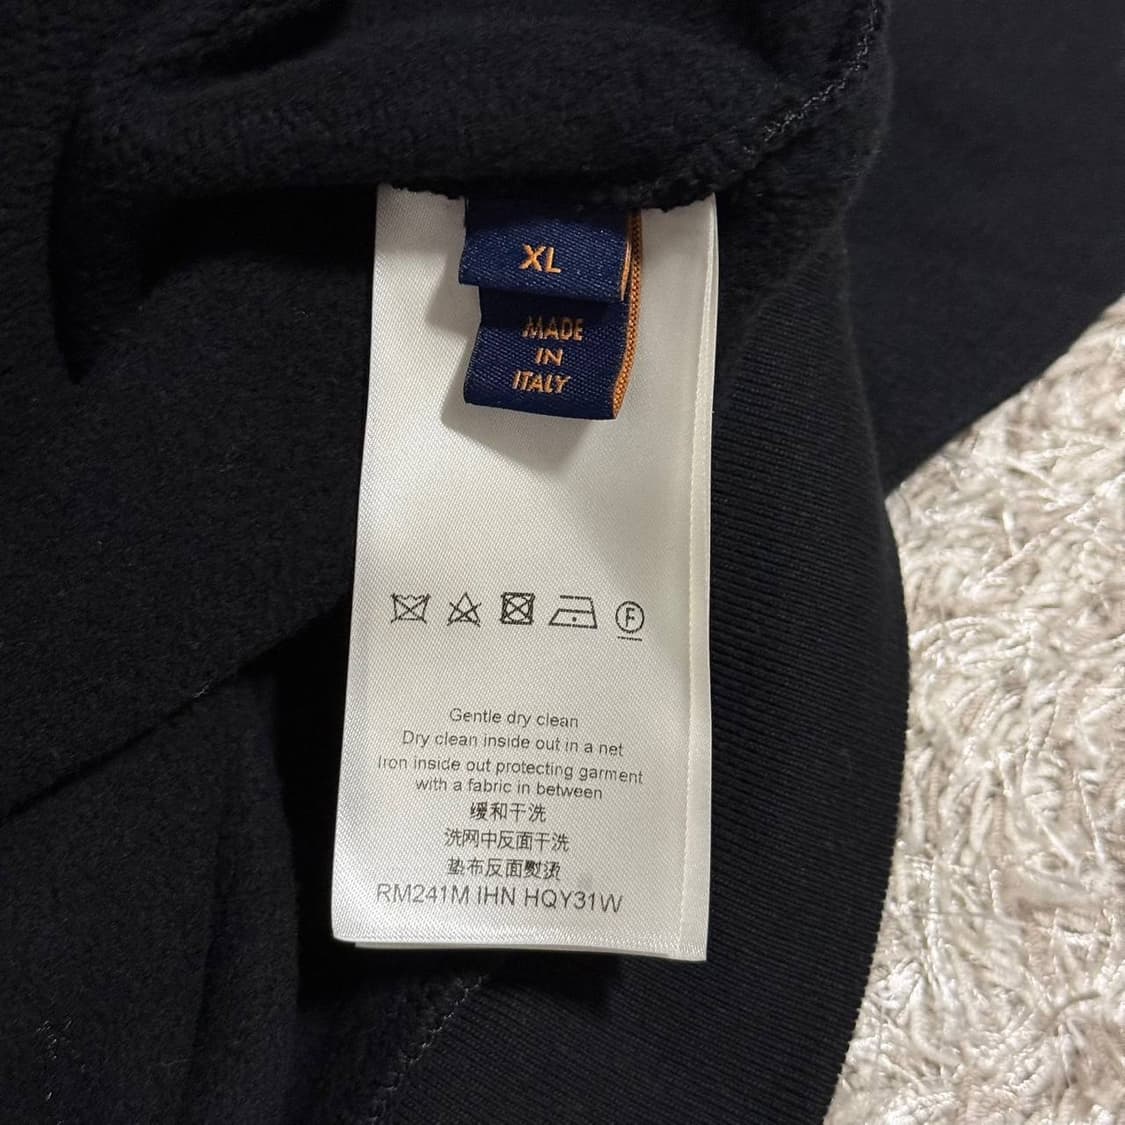 XL
MADE
IN
ITALY
F
Gentle dry clean
Dry clean inside out in a net
Iron inside out protecting garment
with a fabric in between
缓和干洗
洗网中反面干洗
垫布反面熨烫
RM241M IHN HQY31W